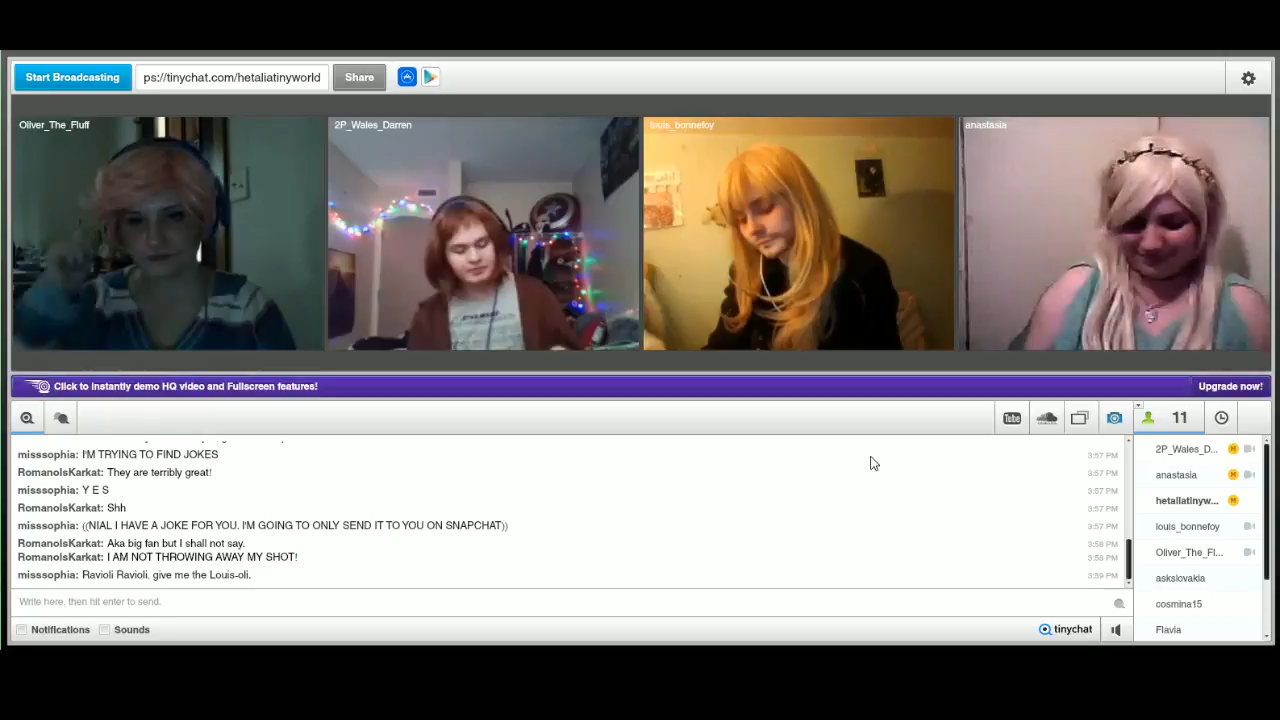 Start Broadcasting
ps://tinychat.com/hetaliatinyworld
Share
Oliver_The_Fluff
2P_Wales_Darren
louis_bonnefoy
anastasia
Click to instantly demo HQ video and Fullscreen features!
Upgrade now!
You Tube
11
misssophia: I'M TRYING TO FIND JOKES 3:57 PM
RomanoIsKarkat: They are terribly great! 3:57 PM
misssophia: Y E S 3:57 PM
RomanoIsKarkat: Shh 3:57 PM
misssophia: ((NIAL I HAVE A JOKE FOR YOU. I'M GOING TO ONLY SEND IT TO YOU ON SNAPCHAT)) 3:57 PM
RomanoIsKarkat: Aka big fan but I shall not say. 3:58 PM
RomanoIsKarkat: I AM NOT THROWING AWAY MY SHOT! 3:58 PM
misssophia: Ravioli Ravioli, give me the Louis-oli. 3:59 PM
2P_Wales_D... M
anastasia M
hetaliatinyw... M
louis_bonnefoy
Oliver_The_Fl...
askslovakia
cosmina15
Flavia
Write here, then hit enter to send.
Notifications
Sounds
tinychat